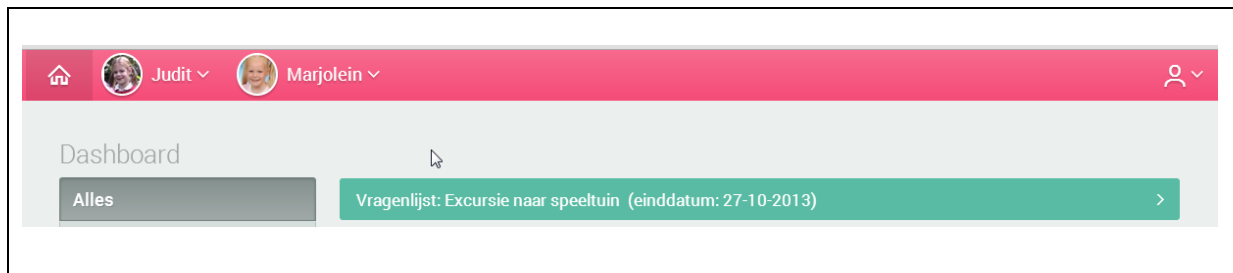 Judit Marjolein
Dashboard
Alles
Vragenlijst: Excursie naar speeltuin (einddatum: 27-10-2013)